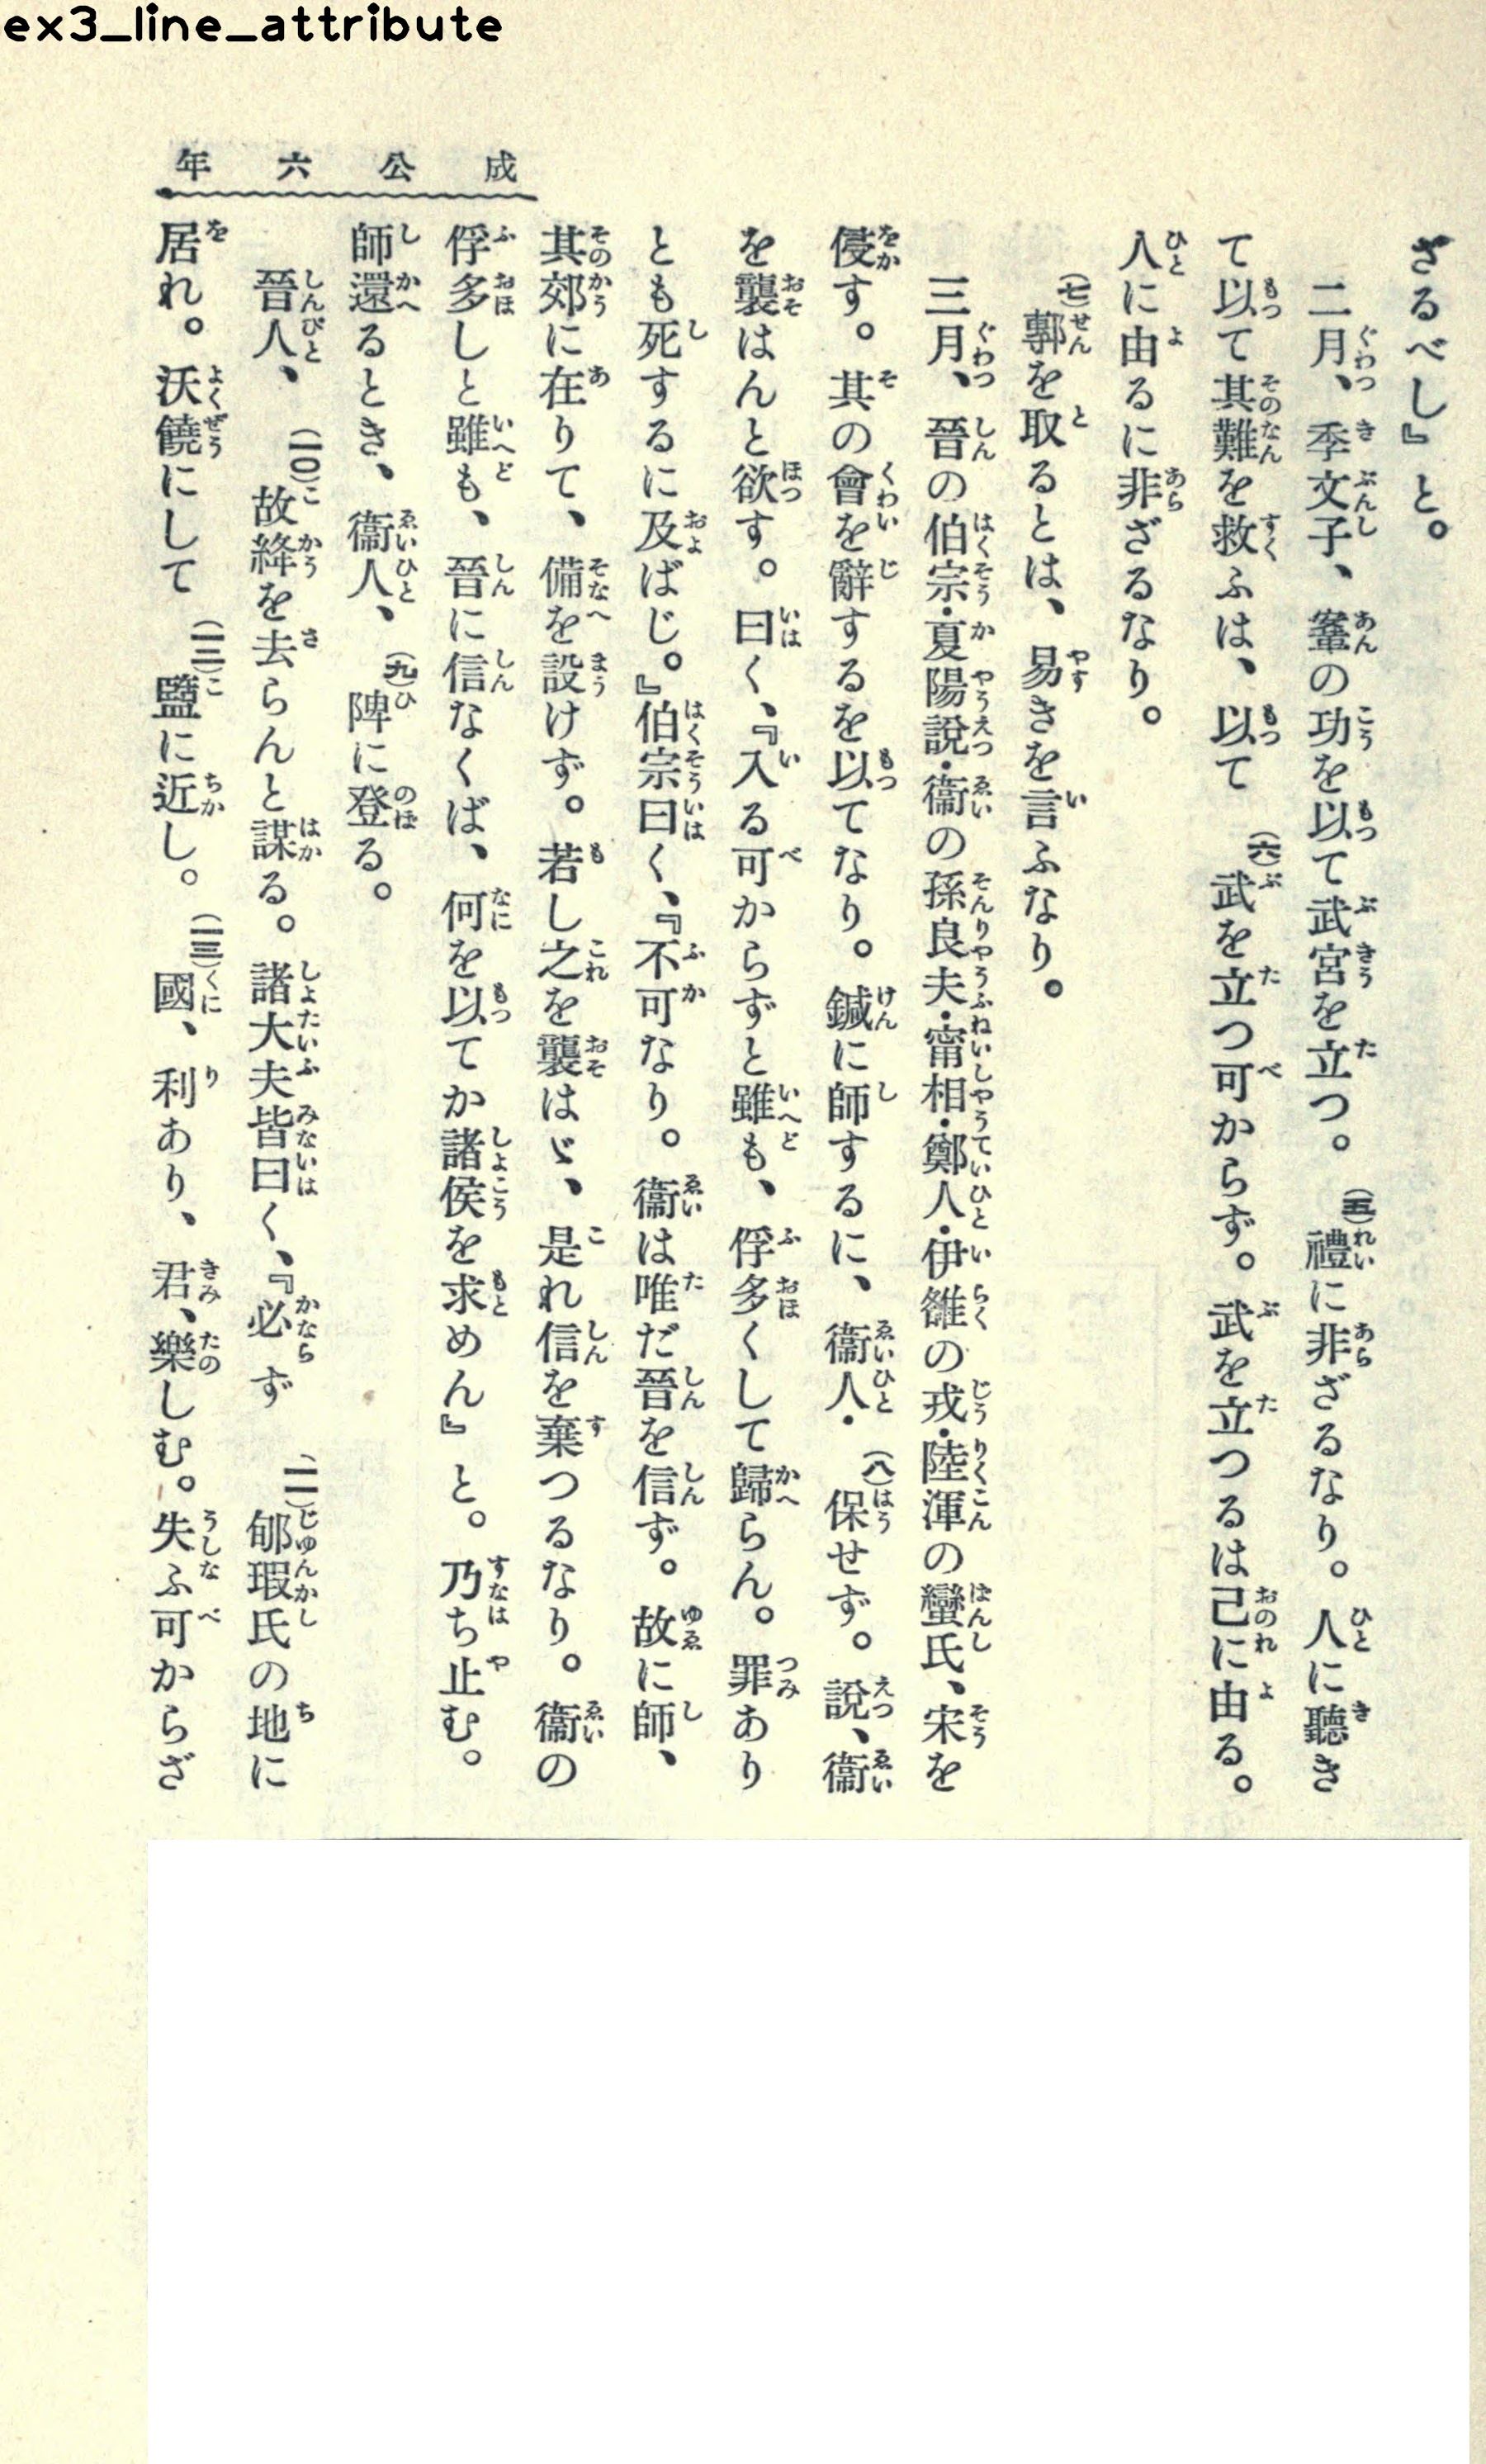 ex3_line_attribute
成公六年
ざるべし』と。
二月、季文子、鞌の功を以て武宮を立つ。(五)禮に非ざるなり。人に聽き
て以て其難を救ふは、以て(六)武を立つ可からず。武を立つるは己に由る。
人に由るに非ざるなり。
(七)鄟を取るとは、易きを言ふなり。
三月、晉の伯宗・夏陽說・衞の孫良夫・甯相・鄭人・伊雒の戎・陸渾の蠻氏、宋を
侵す。其の會を辭するを以てなり。鍼に師するに、衞人・(八)保せず。說、衞
を襲はんと欲す。曰く、『入る可からずと雖も、俘多くして歸らん。罪あり
とも死するに及ばじ。』伯宗曰く、『不可なり。衞は唯だ晉を信ず。故に師、
其郊に在りて、備を設けず。若し之を襲はゞ、是れ信を棄つるなり。衞の
俘多しと雖も、晉に信なくば、何を以てか諸侯を求めん』と。乃ち止む。
師還るとき、衞人、(九)陴に登る。
晉人、(一〇)故絳を去らんと謀る。諸大夫皆曰く、『必ず(一一)郇瑕氏の地に
居れ。沃饒にして(一二)鹽に近し。(一三)國、利あり、君、樂しむ。失ふ可からざ